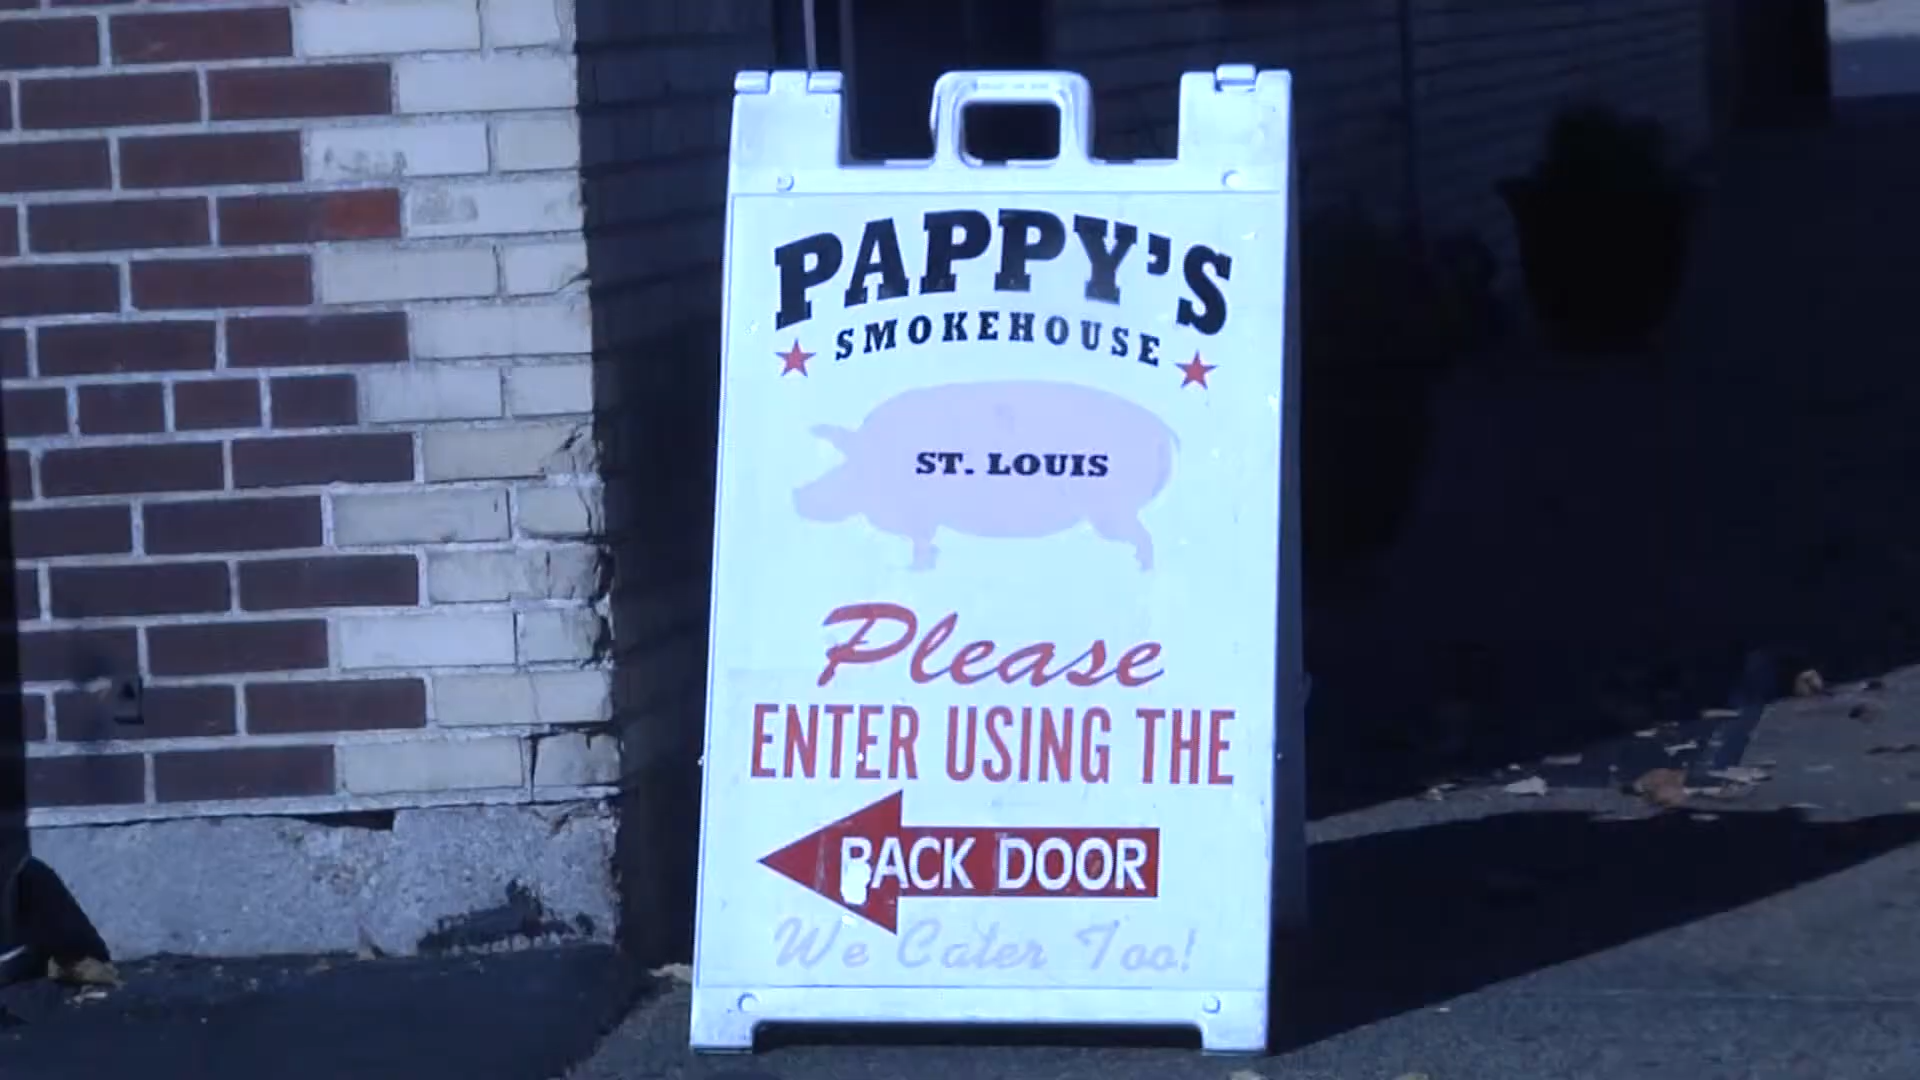 PAPPY'S
SMOKEHOUSE
ST. LOUIS
Please
ENTER USING THE
BACK DOOR
We Cater Too!